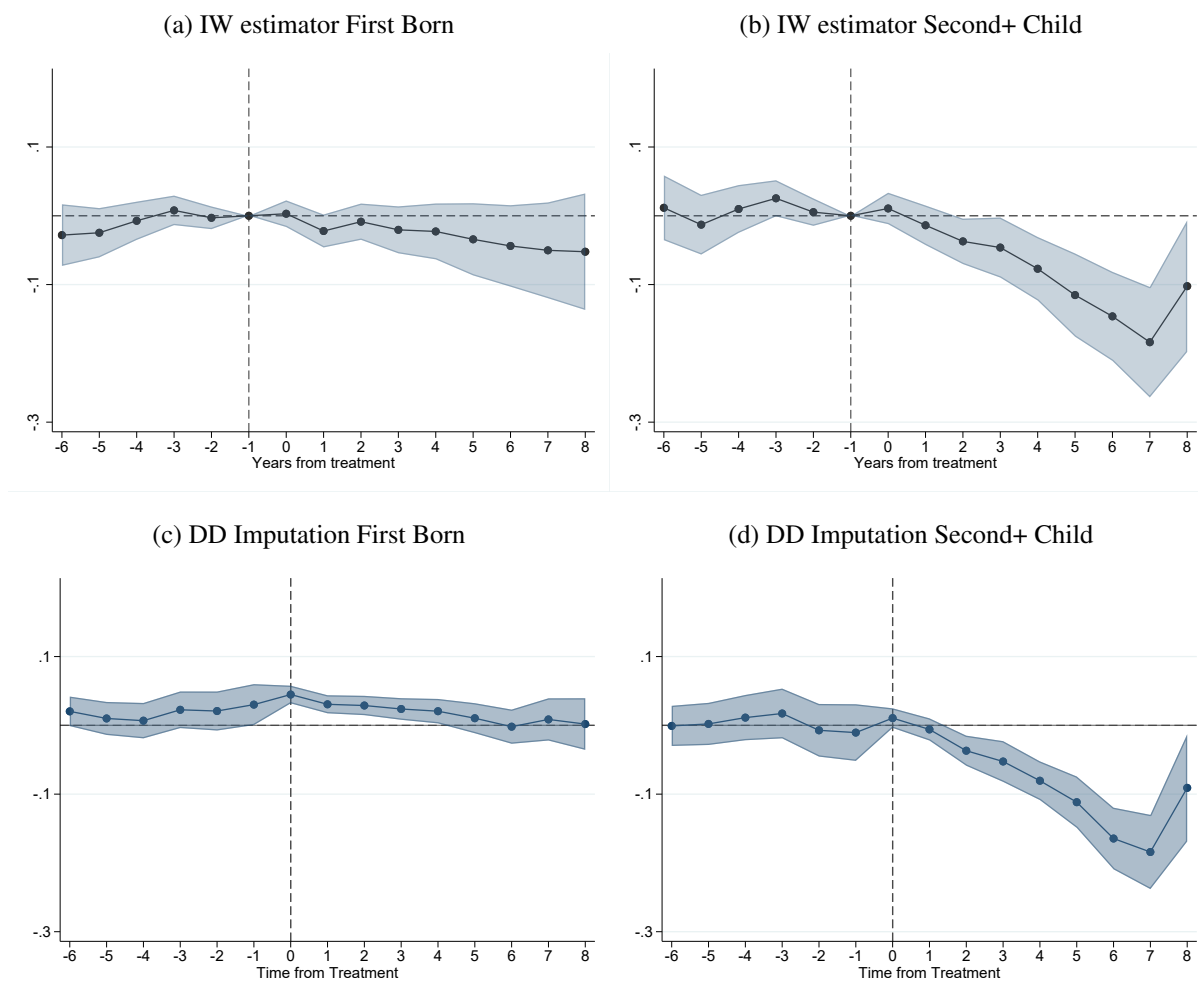 (a) IW estimator First Born
.1
-.1
-.3
-6 -5 -4 -3 -2 -1 0 1 2 3 4 5 6 7 8
Years from treatment
(b) IW estimator Second+ Child
.1
-.1
-.3
-6 -5 -4 -3 -2 -1 0 1 2 3 4 5 6 7 8
Years from treatment
(c) DD Imputation First Born
.1
-.1
-.3
-6 -5 -4 -3 -2 -1 0 1 2 3 4 5 6 7 8
Time from Treatment
(d) DD Imputation Second+ Child
.1
-.1
-.3
-6 -5 -4 -3 -2 -1 0 1 2 3 4 5 6 7 8
Time from Treatment